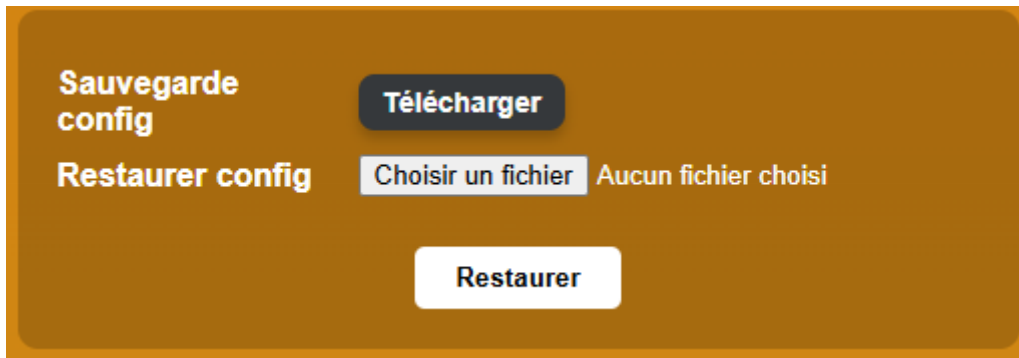 Sauvegarde
config
Télécharger
Restaurer config
Choisir un fichier Aucun fichier choisi
Restaurer